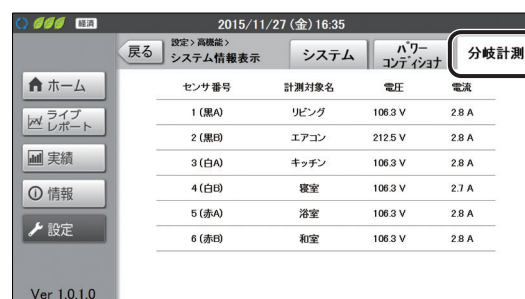 経済 2015/11/27 (金) 16:35
戻る
設定>高機能>
システム情報表示
システム
パワー
コンディショナ
分岐計測
ホーム
ライブ
レポート
実績
情報
設定
Ver 1.0.1.0
センサ番号 計測対象名 電圧 電流
1 (黒A) リビング 106.3 V 2.8 A
2 (黒B) エアコン 212.5 V 2.8 A
3 (白A) キッチン 106.3 V 2.8 A
4 (白B) 寝室 106.3 V 2.7 A
5 (赤A) 浴室 106.3 V 2.8 A
6 (赤B) 和室 106.3 V 2.8 A